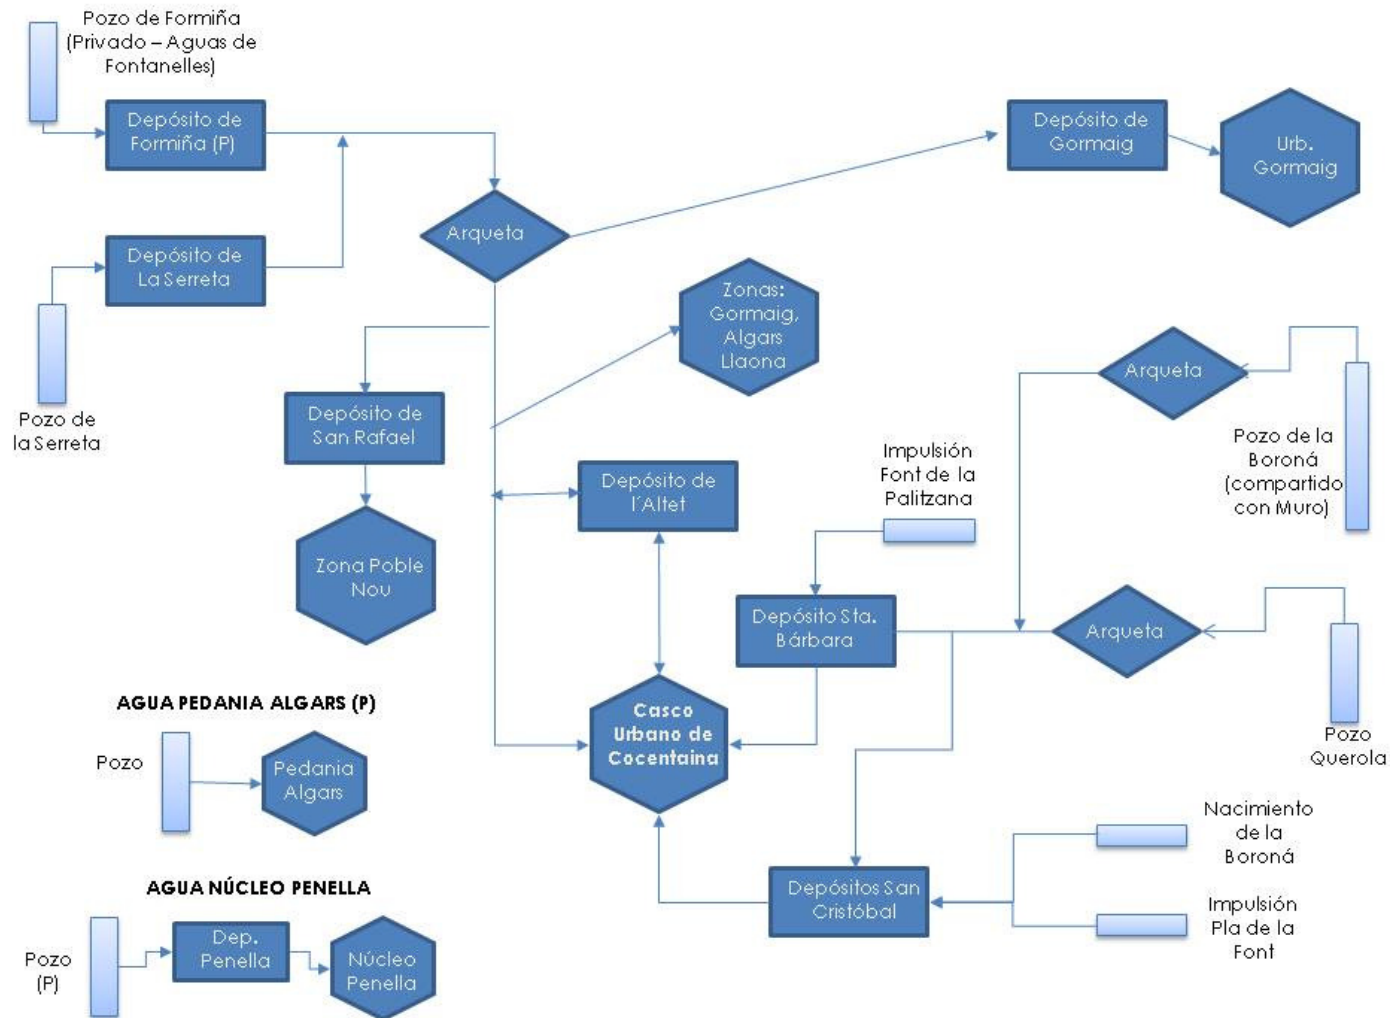 Pozo de Formiña
(Privado – Aguas de
Fontanelles)
Depósito de
Formiña (P)
Depósito de
Gormaig
Urb.
Gormaig
Arqueta
Depósito de
La Serreta
Zonas:
Gormaig,
Algars
Llaona
Pozo de
la Serreta
Depósito de
San Rafael
Arqueta
Pozo de la
Boroná
(compartido
con Muro)
Impulsión
Font de la
Palitzana
Depósito de
l´Altet
Zona Poble
Nou
Depósito Sta.
Bárbara
Arqueta
Pozo
Querola
Casco
Urbano de
Cocentaina
AGUA PEDANIA ALGARS (P)
Pozo
Pedania
Algars
Nacimiento
de la
Boroná
Depósitos San
Cristóbal
Impulsión
Pla de la
Font
AGUA NÚCLEO PENELLA
Pozo
(P)
Dep.
Penella
Núcleo
Penella